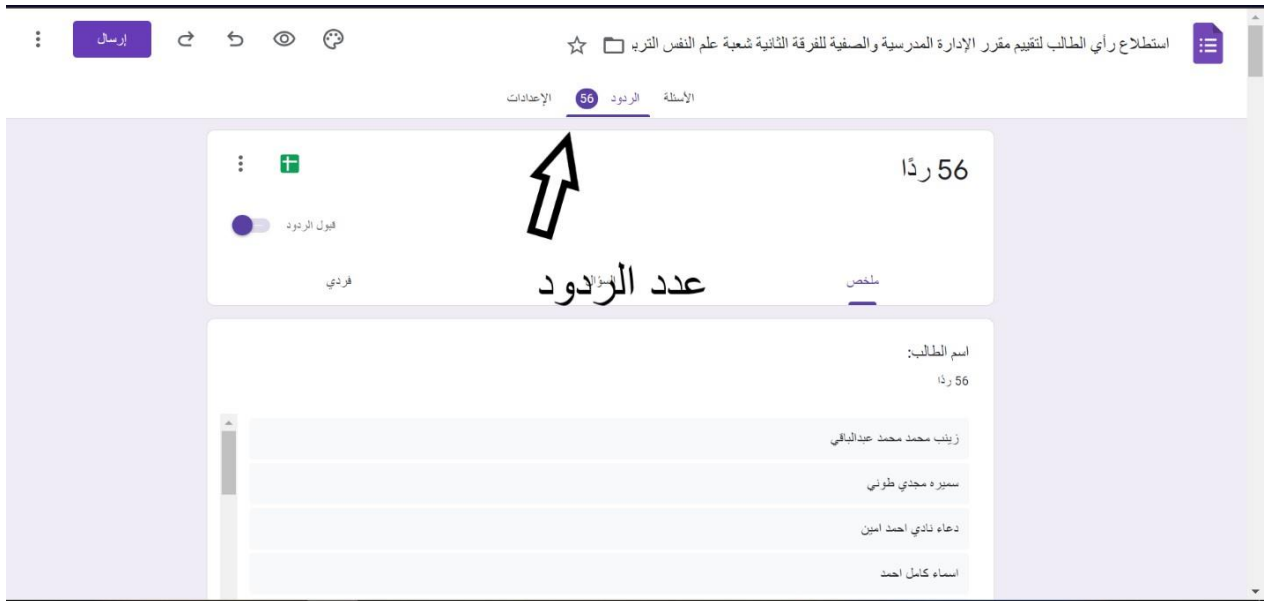 استطلاع رأي الطالب لتقييم مقرر الإدارة المدرسية والصفية للفرقة الثانية شعبة علم النفس الترب
إرسال
الأسئلة الردود 56 الإعدادات
56 ردًا
قبول الردود
عدد الردود
ملخص السؤال فردي
اسم الطالب:
56 ردًا
زينب محمد محمد عبدالباقي
سميره مجدي طوني
دعاء نادي احمد امين
اسماء كامل احمد